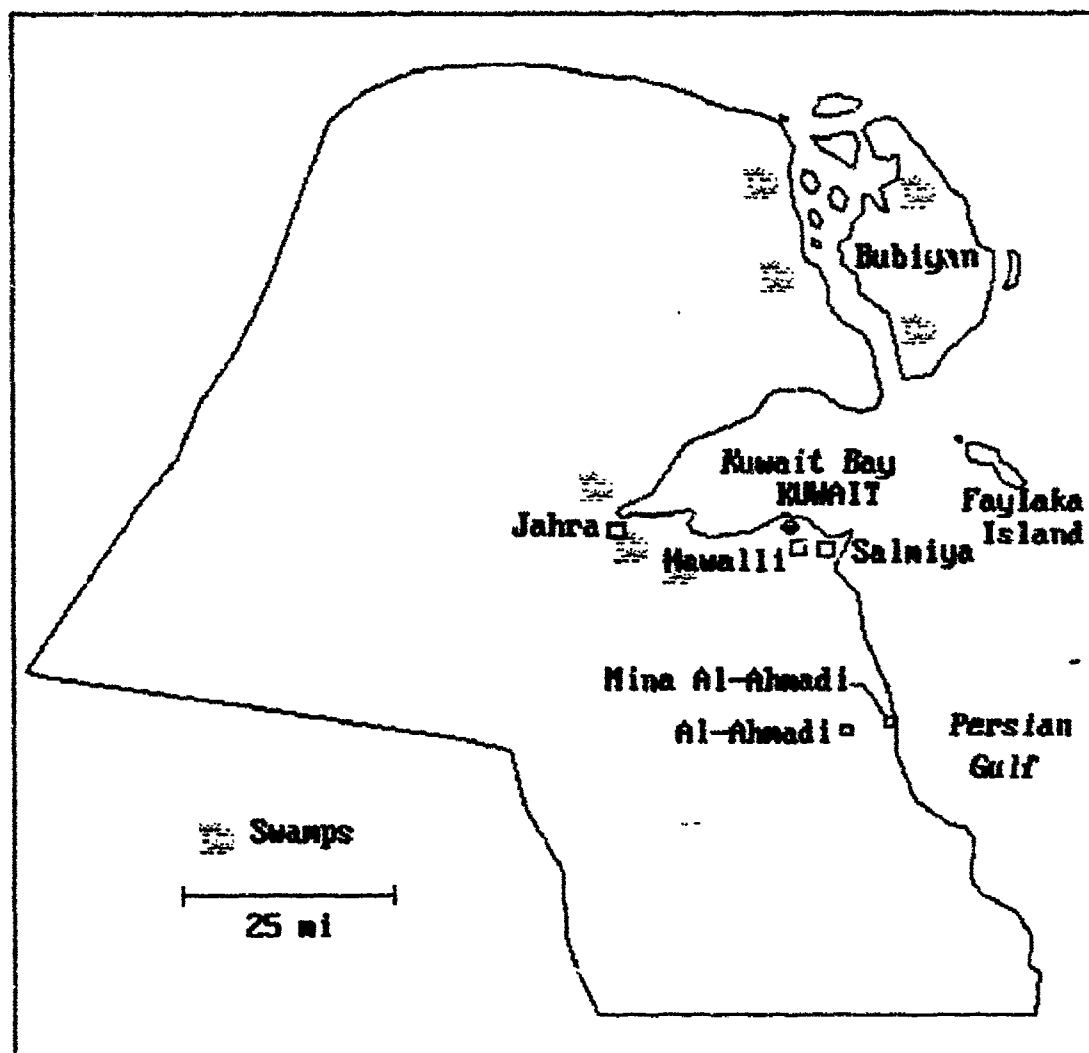 Bubiyan
Kuwait Bay
KUWAIT
Faylaka
Island
Jahra
Hawalli
Salmiya
Mina Al-Ahmadi
Al-Ahmadi
Persian
Gulf
Swamps
25 mi